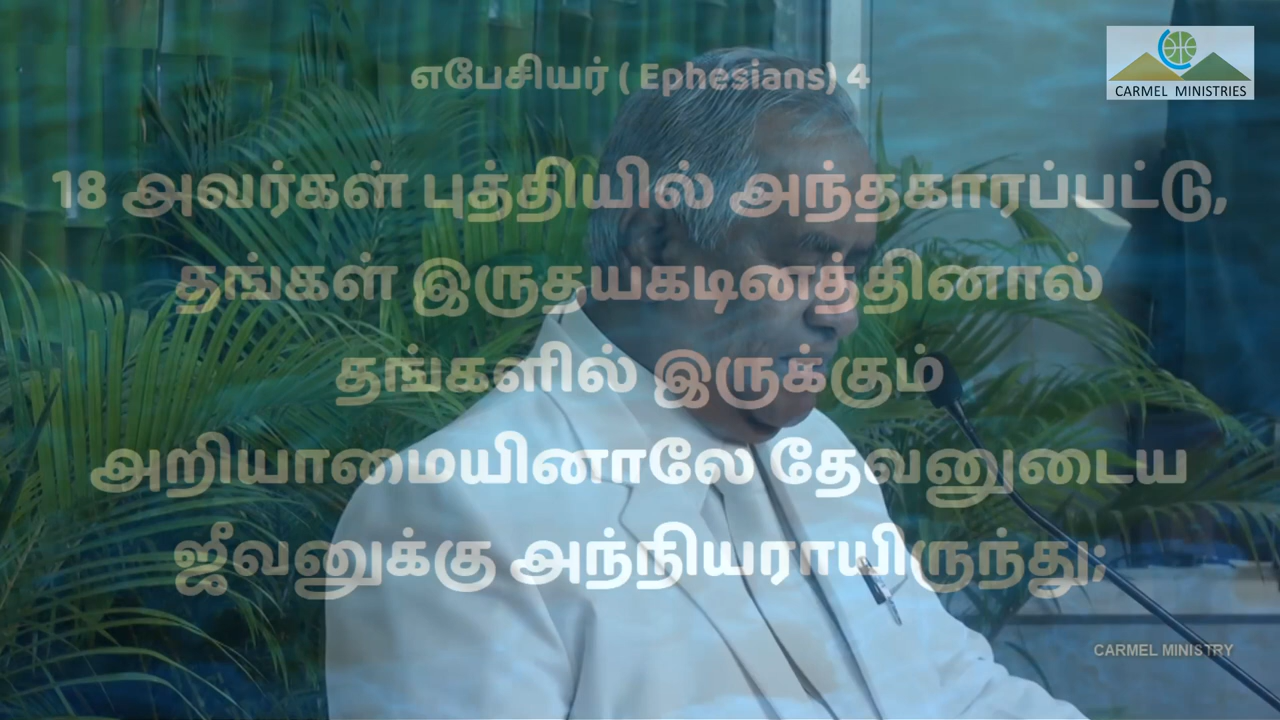 எபேசியர் ( Ephesians) 4
CARMEL MINISTRIES
18 அவர்கள் புத்தியில் அந்தகாரப்பட்டு,
தங்கள் இருதயகடினத்தினால்
தங்களில் இருக்கும்
அறியாமையினாலே தேவனுடைய
ஜீவனுக்கு அந்நியராயிருந்து;
CARMEL MINISTRY